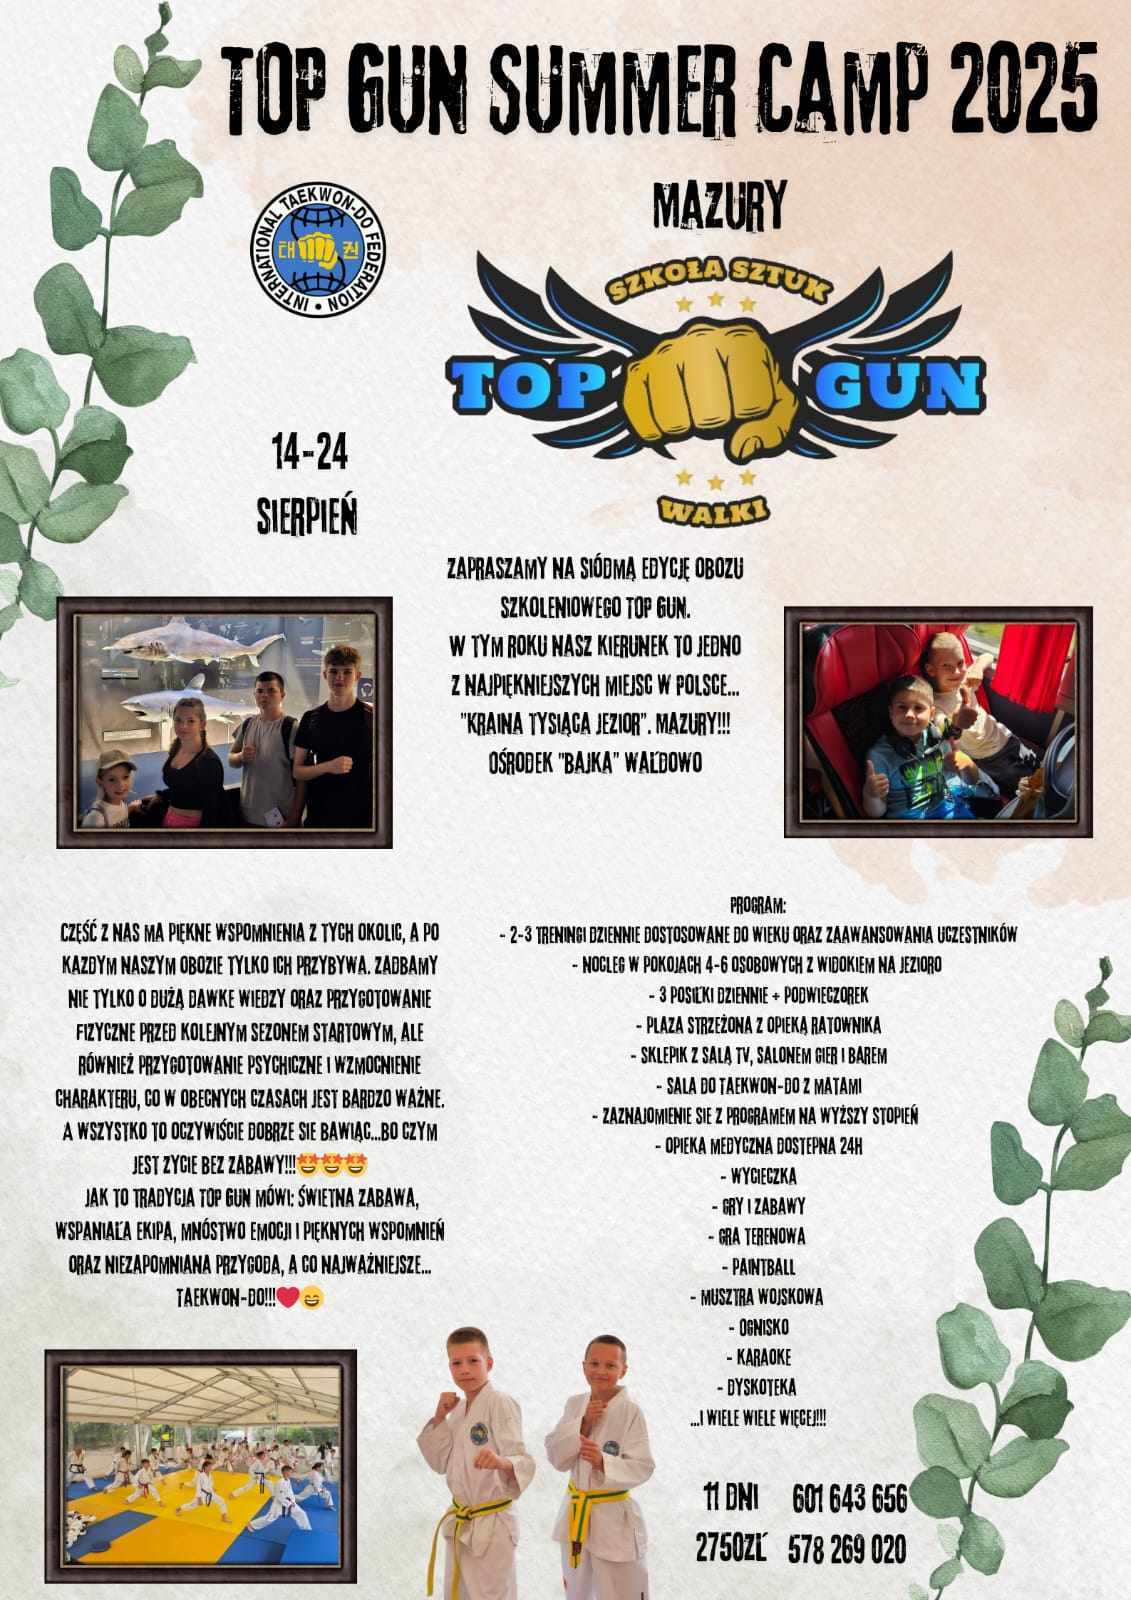 TOP GUN SUMMER CAMP 2025
MAZURY
INTERNATIONAL TAEKWON-DO FEDERATION
태 권
SZKOŁA SZTUK
TOP GUN
WALKI
14-24
SIERPIEŃ
ZAPRASZAMY NA SIÓDMĄ EDYCJĘ OBOZU
SZKOLENIOWEGO TOP GUN.
W TYM ROKU NASZ KIERUNEK TO JEDNO
Z NAJPIĘKNIEJSZYCH MIEJSC W POLSCE...
"KRAINA TYSIĄCA JEZIOR". MAZURY!!!
OŚRODEK "BAJKA" WAŁDOWO
CZĘŚĆ Z NAS MA PIĘKNE WSPOMNIENIA Z TYCH OKOLIC, A PO
KAŻDYM NASZYM OBOZIE TYLKO ICH PRZYBYWA. ZADBAMY
NIE TYLKO O DUŻĄ DAWKĘ WIEDZY ORAZ PRZYGOTOWANIE
FIZYCZNE PRZED KOLEJNYM SEZONEM STARTOWYM, ALE
RÓWNIEŻ PRZYGOTOWANIE PSYCHICZNE I WZMOCNIENIE
CHARAKTERU, CO W OBECNYCH CZASACH JEST BARDZO WAŻNE.
A WSZYSTKO TO OCZYWIŚCIE DOBRZE SIĘ BAWIĄC...BO CZYM
JEST ŻYCIE BEZ ZABAWY!!!🤩🤩🤩
JAK TO TRADYCJA TOP GUN MÓWI: ŚWIETNA ZABAWA,
WSPANIAŁA EKIPA, MNÓSTWO EMOCJI I PIĘKNYCH WSPOMNIEŃ
ORAZ NIEZAPOMNIANA PRZYGODA, A CO NAJWAŻNIEJSZE...
TAEKWON-DO!!!❤️😄
PROGRAM:
- 2-3 TRENINGI DZIENNIE DOSTOSOWANE DO WIEKU ORAZ ZAAWANSOWANIA UCZESTNIKÓW
- NOCLEG W POKOJACH 4-6 OSOBOWYCH Z WIDOKIEM NA JEZIORO
- 3 POSIŁKI DZIENNIE + PODWIECZOREK
- PLAŻA STRZEŻONA Z OPIEKĄ RATOWNIKA
- SKLEPIK Z SALĄ TV, SALONEM GIER I BAREM
- SALA DO TAEKWON-DO Z MATAMI
- ZAZNAJOMIENIE SIĘ Z PROGRAMEM NA WYŻSZY STOPIEŃ
- OPIEKA MEDYCZNA DOSTĘPNA 24H
- WYCIECZKA
- GRY I ZABAWY
- GRA TERENOWA
- PAINTBALL
- MUSZTRA WOJSKOWA
- OGNISKO
- KARAOKE
- DYSKOTEKA
...I WIELE WIELE WIĘCEJ!!!
11 DNI 601 643 656
2750ZŁ 578 269 020